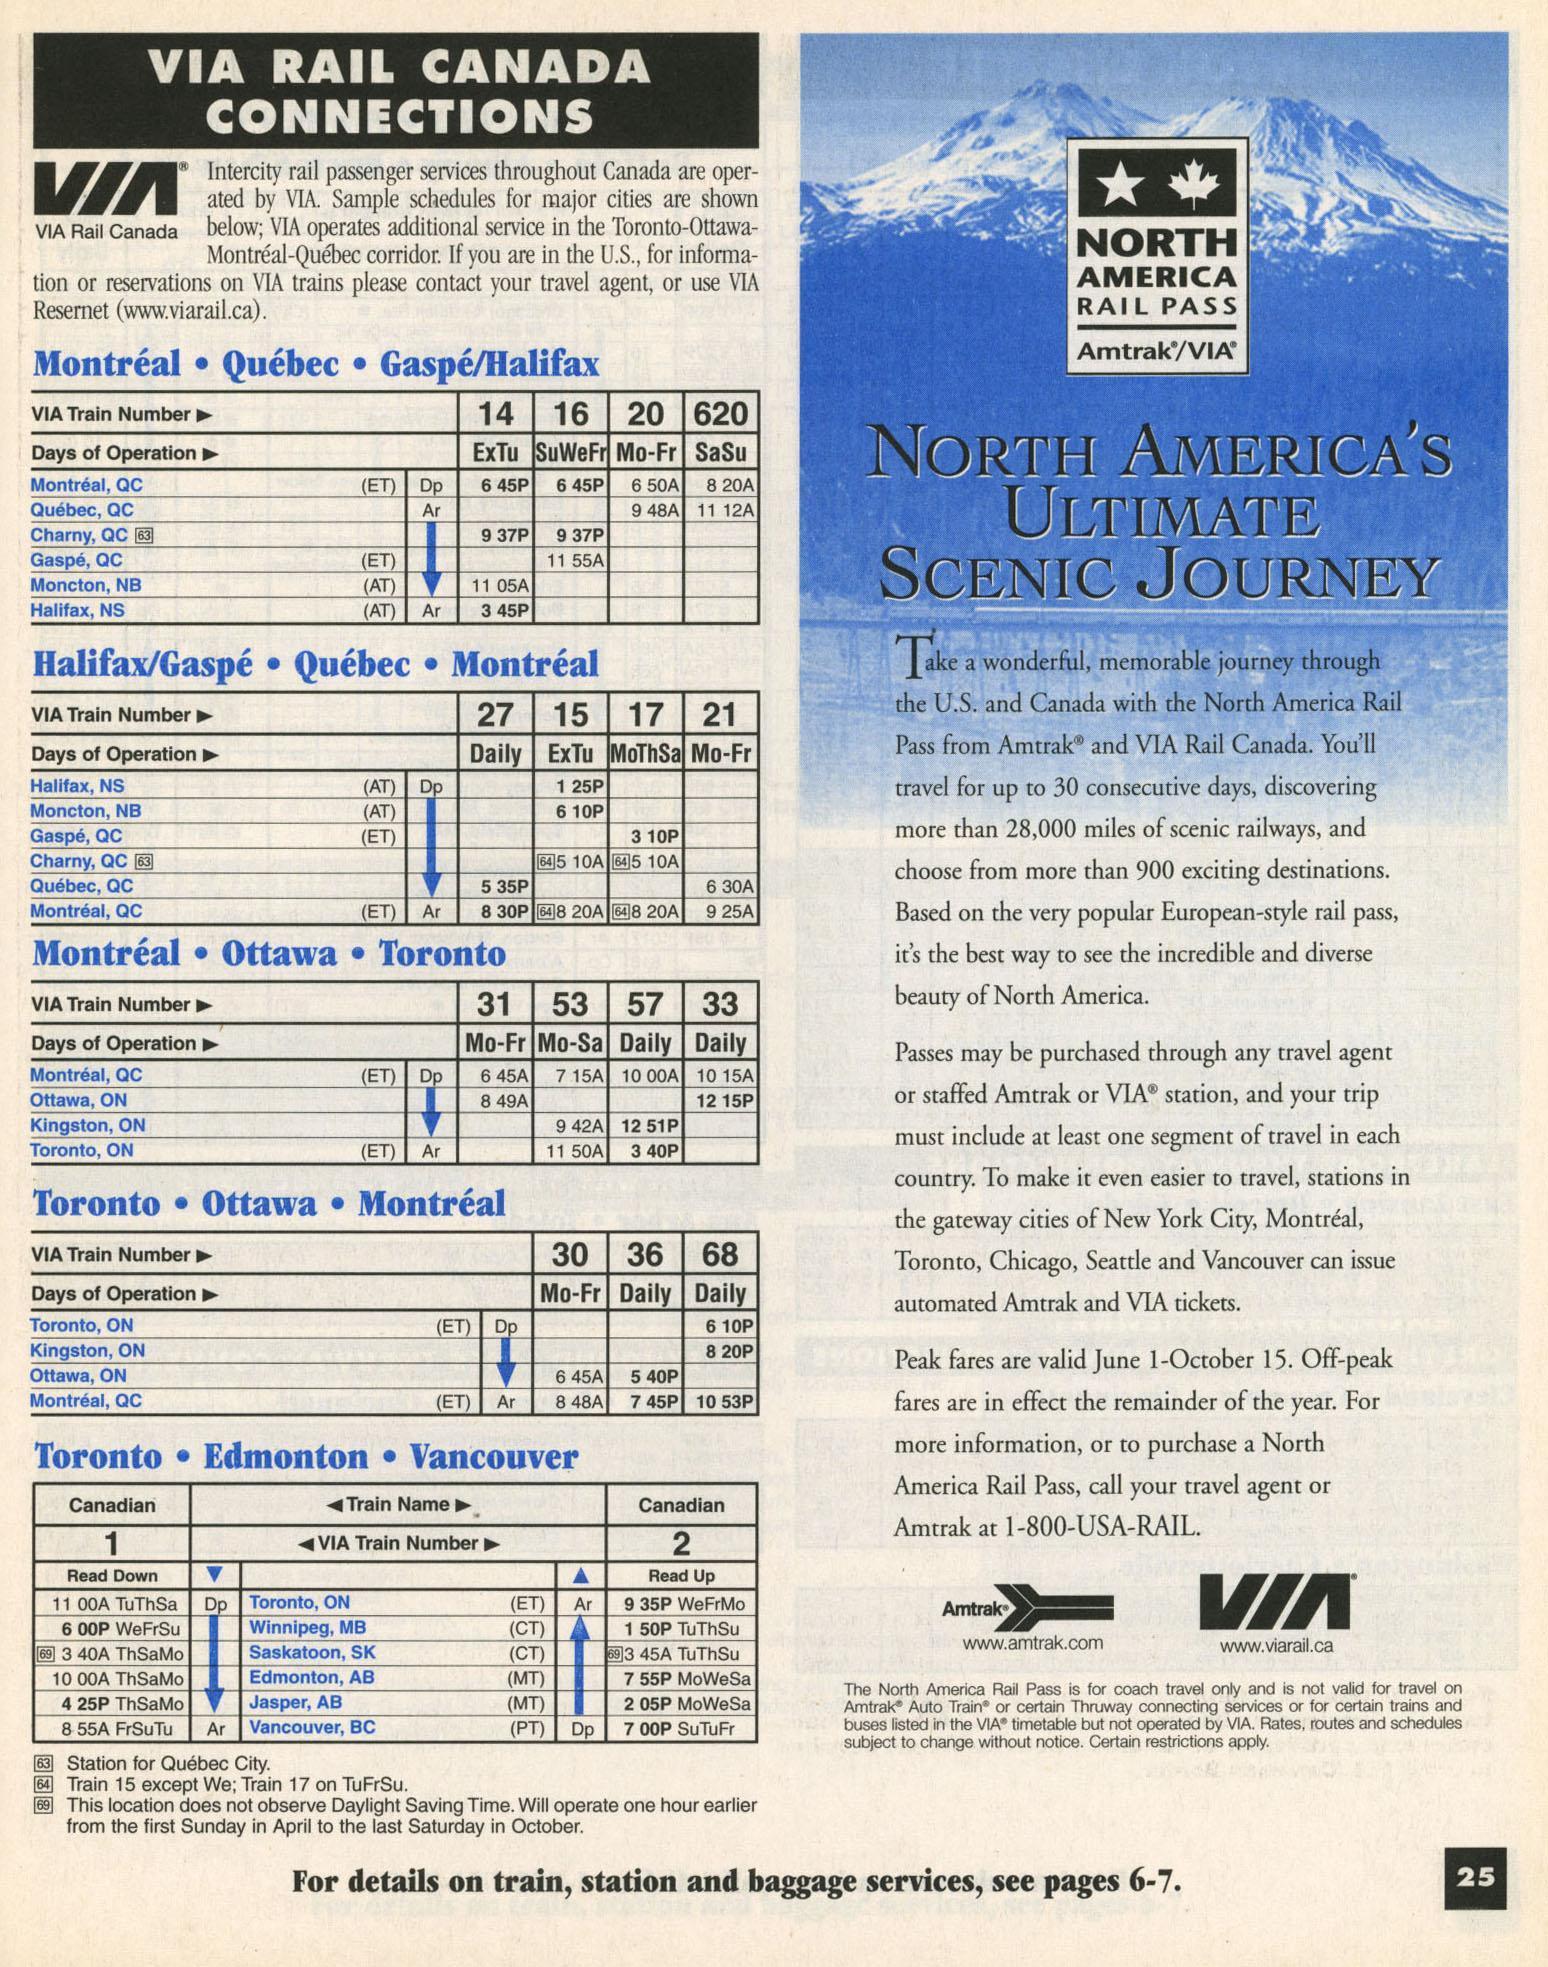 VIA RAIL CANADA
CONNECTIONS
VIA®
VIA Rail Canada
Intercity rail passenger services throughout Canada are oper-
ated by VIA. Sample schedules for major cities are shown
below; VIA operates additional service in the Toronto-Ottawa-
Montréal-Québec corridor. If you are in the U.S., for informa-
tion or reservations on VIA trains please contact your travel agent, or use VIA
Resernet (www.viarail.ca).
Montréal • Québec • Gaspé/Halifax
VIA Train Number ► 14 16 20 620
Days of Operation ► ExTu SuWeFr Mo-Fr SaSu
Montréal, QC (ET) Dp 6 45P 6 45P 6 50A 8 20A
Québec, QC Ar 9 48A 11 12A
Charny, QC 63 9 37P 9 37P
Gaspé, QC (ET) 11 55A
Moncton, NB (AT) 11 05A
Halifax, NS (AT) Ar 3 45P
Halifax/Gaspé • Québec • Montréal
VIA Train Number ► 27 15 17 21
Days of Operation ► Daily ExTu MoThSa Mo-Fr
Halifax, NS (AT) Dp 1 25P
Moncton, NB (AT) 6 10P
Gaspé, QC (ET) 3 10P
Charny, QC 63 64 5 10A 64 5 10A
Québec, QC 5 35P 6 30A
Montréal, QC (ET) Ar 8 30P 64 8 20A 64 8 20A 9 25A
Montréal • Ottawa • Toronto
VIA Train Number ► 31 53 57 33
Days of Operation ► Mo-Fr Mo-Sa Daily Daily
Montréal, QC (ET) Dp 6 45A 7 15A 10 00A 10 15A
Ottawa, ON 8 49A 12 15P
Kingston, ON 9 42A 12 51P
Toronto, ON (ET) Ar 11 50A 3 40P
Toronto • Ottawa • Montréal
VIA Train Number ► 30 36 68
Days of Operation ► Mo-Fr Daily Daily
Toronto, ON (ET) Dp 6 10P
Kingston, ON 8 20P
Ottawa, ON 6 45A 5 40P
Montréal, QC (ET) Ar 8 48A 7 45P 10 53P
Toronto • Edmonton • Vancouver
Canadian ◄ Train Name ► Canadian
1 ◄ VIA Train Number ► 2
Read Down ▼ ▲ Read Up
11 00A TuThSa Dp Toronto, ON (ET) Ar 9 35P WeFrMo
6 00P WeFrSu Winnipeg, MB (CT) 1 50P TuThSu
69 3 40A ThSaMo Saskatoon, SK (CT) 69 3 45A TuThSu
10 00A ThSaMo Edmonton, AB (MT) 7 55P MoWeSa
4 25P ThSaMo Jasper, AB (MT) 2 05P MoWeSa
8 55A FrSuTu Ar Vancouver, BC (PT) Dp 7 00P SuTuFr
63 Station for Québec City.
64 Train 15 except We; Train 17 on TuFrSu.
69 This location does not observe Daylight Saving Time. Will operate one hour earlier
from the first Sunday in April to the last Saturday in October.
NORTH
AMERICA
RAIL PASS
Amtrak®/VIA®
NORTH AMERICA'S
ULTIMATE
SCENIC JOURNEY
Take a wonderful, memorable journey through
the U.S. and Canada with the North America Rail
Pass from Amtrak® and VIA Rail Canada. You'll
travel for up to 30 consecutive days, discovering
more than 28,000 miles of scenic railways, and
choose from more than 900 exciting destinations.
Based on the very popular European-style rail pass,
it's the best way to see the incredible and diverse
beauty of North America.
Passes may be purchased through any travel agent
or staffed Amtrak or VIA® station, and your trip
must include at least one segment of travel in each
country. To make it even easier to travel, stations in
the gateway cities of New York City, Montréal,
Toronto, Chicago, Seattle and Vancouver can issue
automated Amtrak and VIA tickets.
Peak fares are valid June 1-October 15. Off-peak
fares are in effect the remainder of the year. For
more information, or to purchase a North
America Rail Pass, call your travel agent or
Amtrak at 1-800-USA-RAIL.
Amtrak®
www.amtrak.com
VIA®
www.viarail.ca
The North America Rail Pass is for coach travel only and is not valid for travel on
Amtrak® Auto Train® or certain Thruway connecting services or for certain trains and
buses listed in the VIA® timetable but not operated by VIA. Rates, routes and schedules
subject to change without notice. Certain restrictions apply.
For details on train, station and baggage services, see pages 6-7.
25